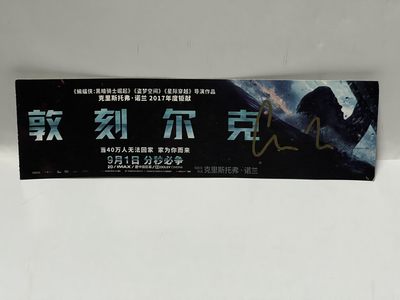 《蝙蝠侠:黑暗骑士崛起》《盗梦空间》《星际穿越》导演作品
克里斯托弗·诺兰 2017年度钜献
敦刻尔克
当40万人无法回家 家为你而来
9月1日 分秒必争
克里斯托弗·诺兰